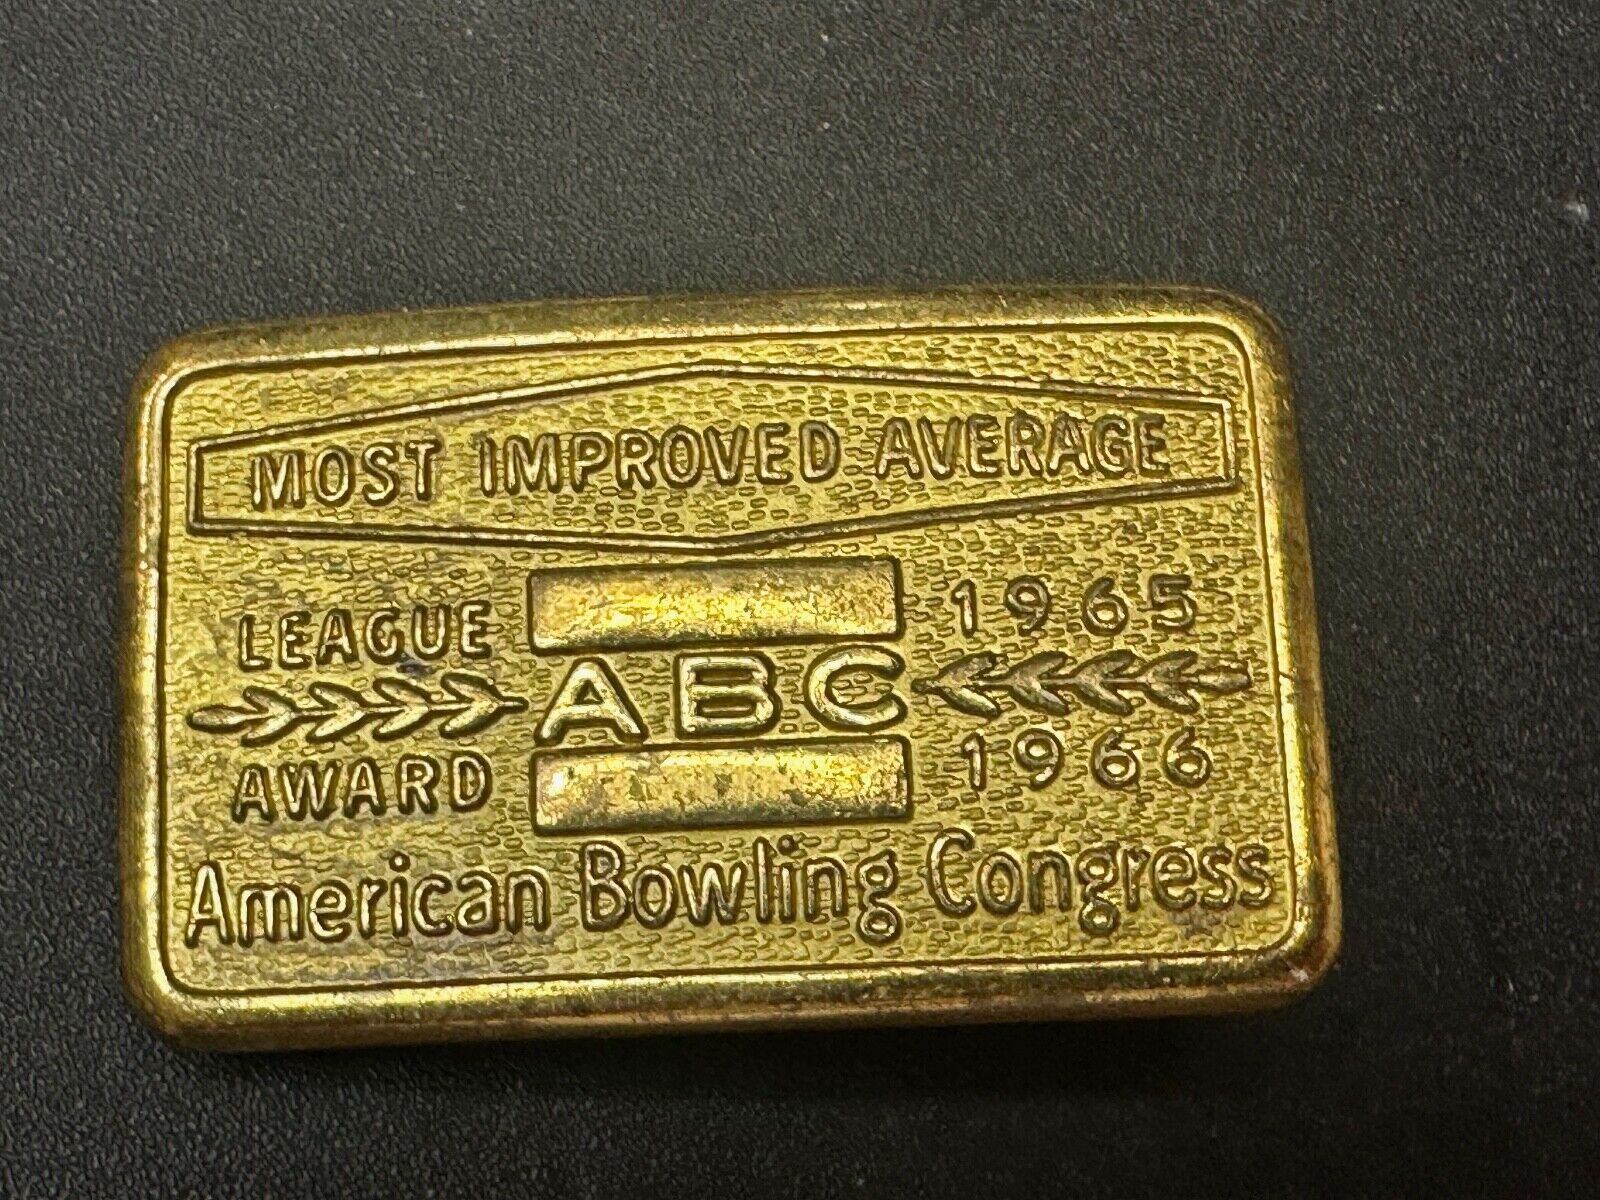 MOST IMPROVED AVERAGE
LEAGUE
1965
ABC
AWARD
1966
American Bowling Congress